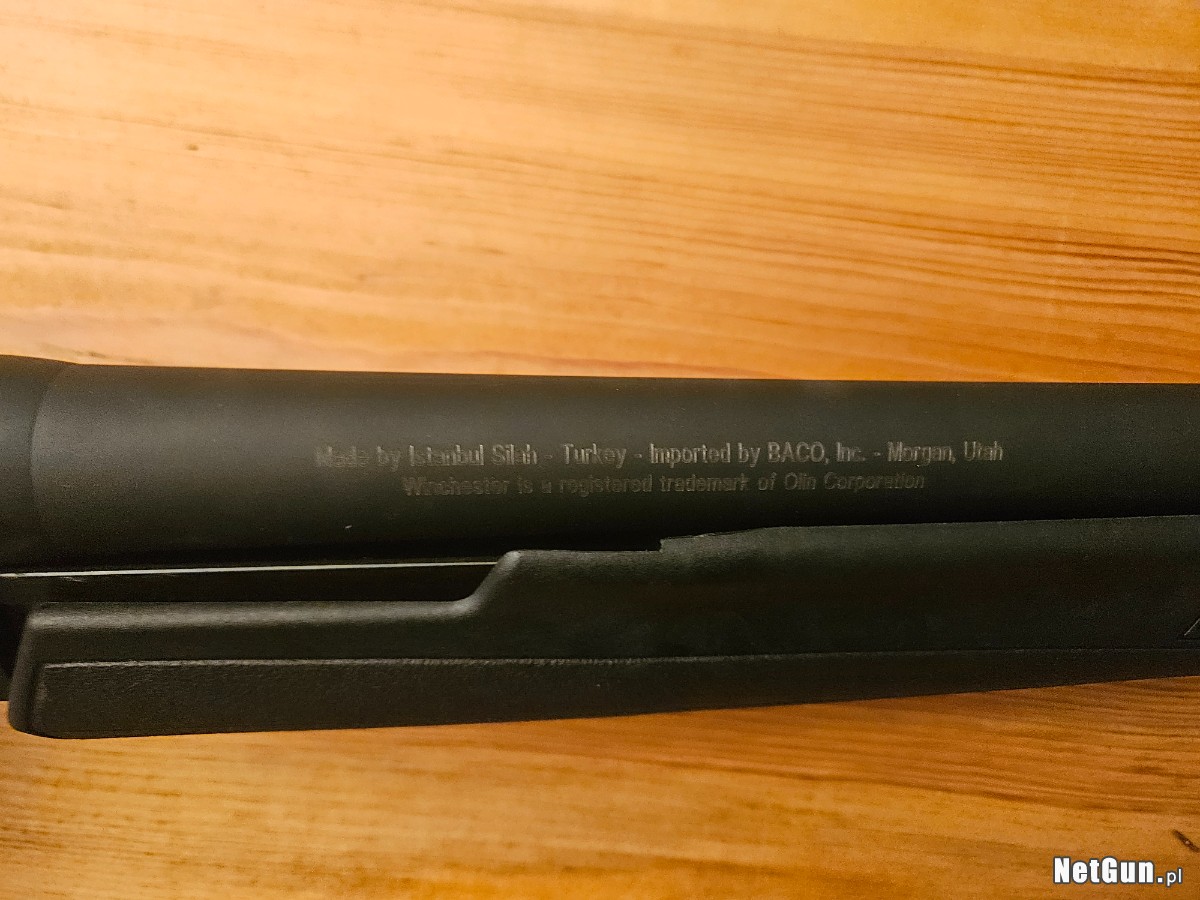 Made by Istanbul Silah - Turkey - Imported by BACO, Inc. - Morgan, Utah
Winchester is a registered trademark of Olin Corporation
NetGun.pl